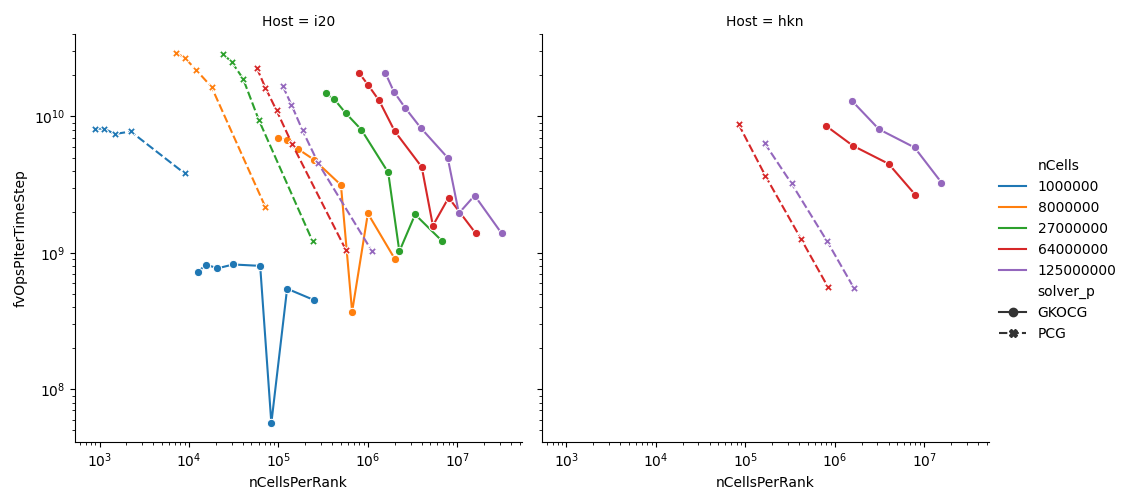 Host = i20
Host = hkn
fvOpsPIterTimeStep
10^10
10^9
10^8
10^3
10^4
10^5
10^6
10^7
nCellsPerRank
10^3
10^4
10^5
10^6
10^7
nCellsPerRank
nCells
1000000
8000000
27000000
64000000
125000000
solver_p
GKOCG
PCG